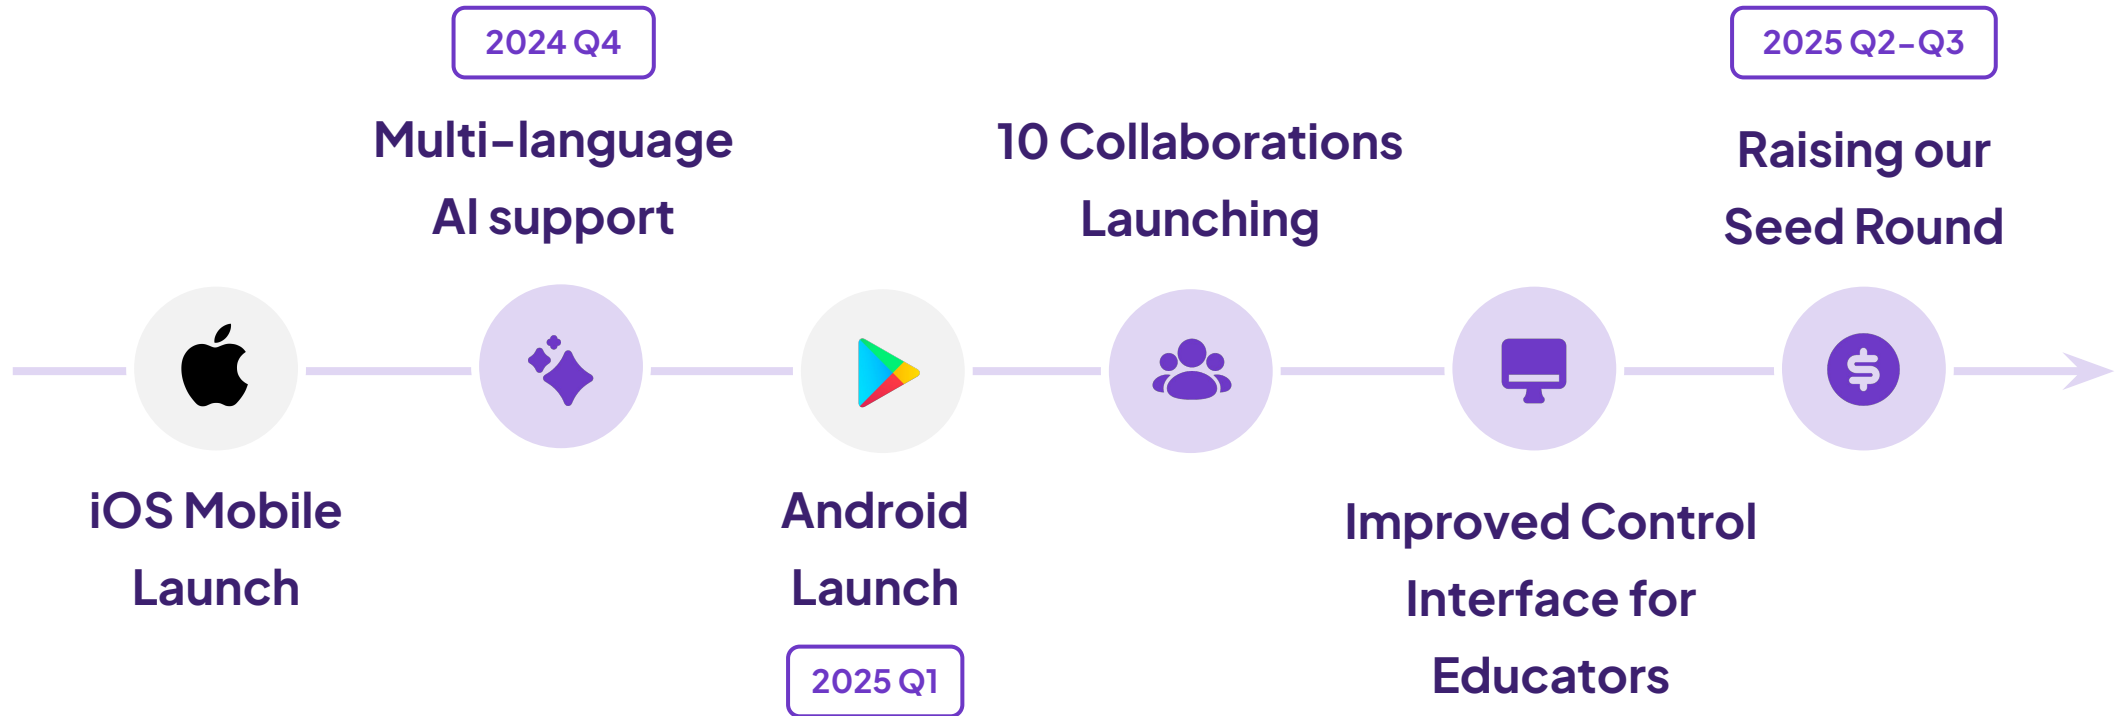 iOS Mobile
Launch
2024 Q4
Multi-language
AI support
Android
Launch
2025 Q1
10 Collaborations
Launching
Improved Control
Interface for
Educators
2025 Q2-Q3
Raising our
Seed Round